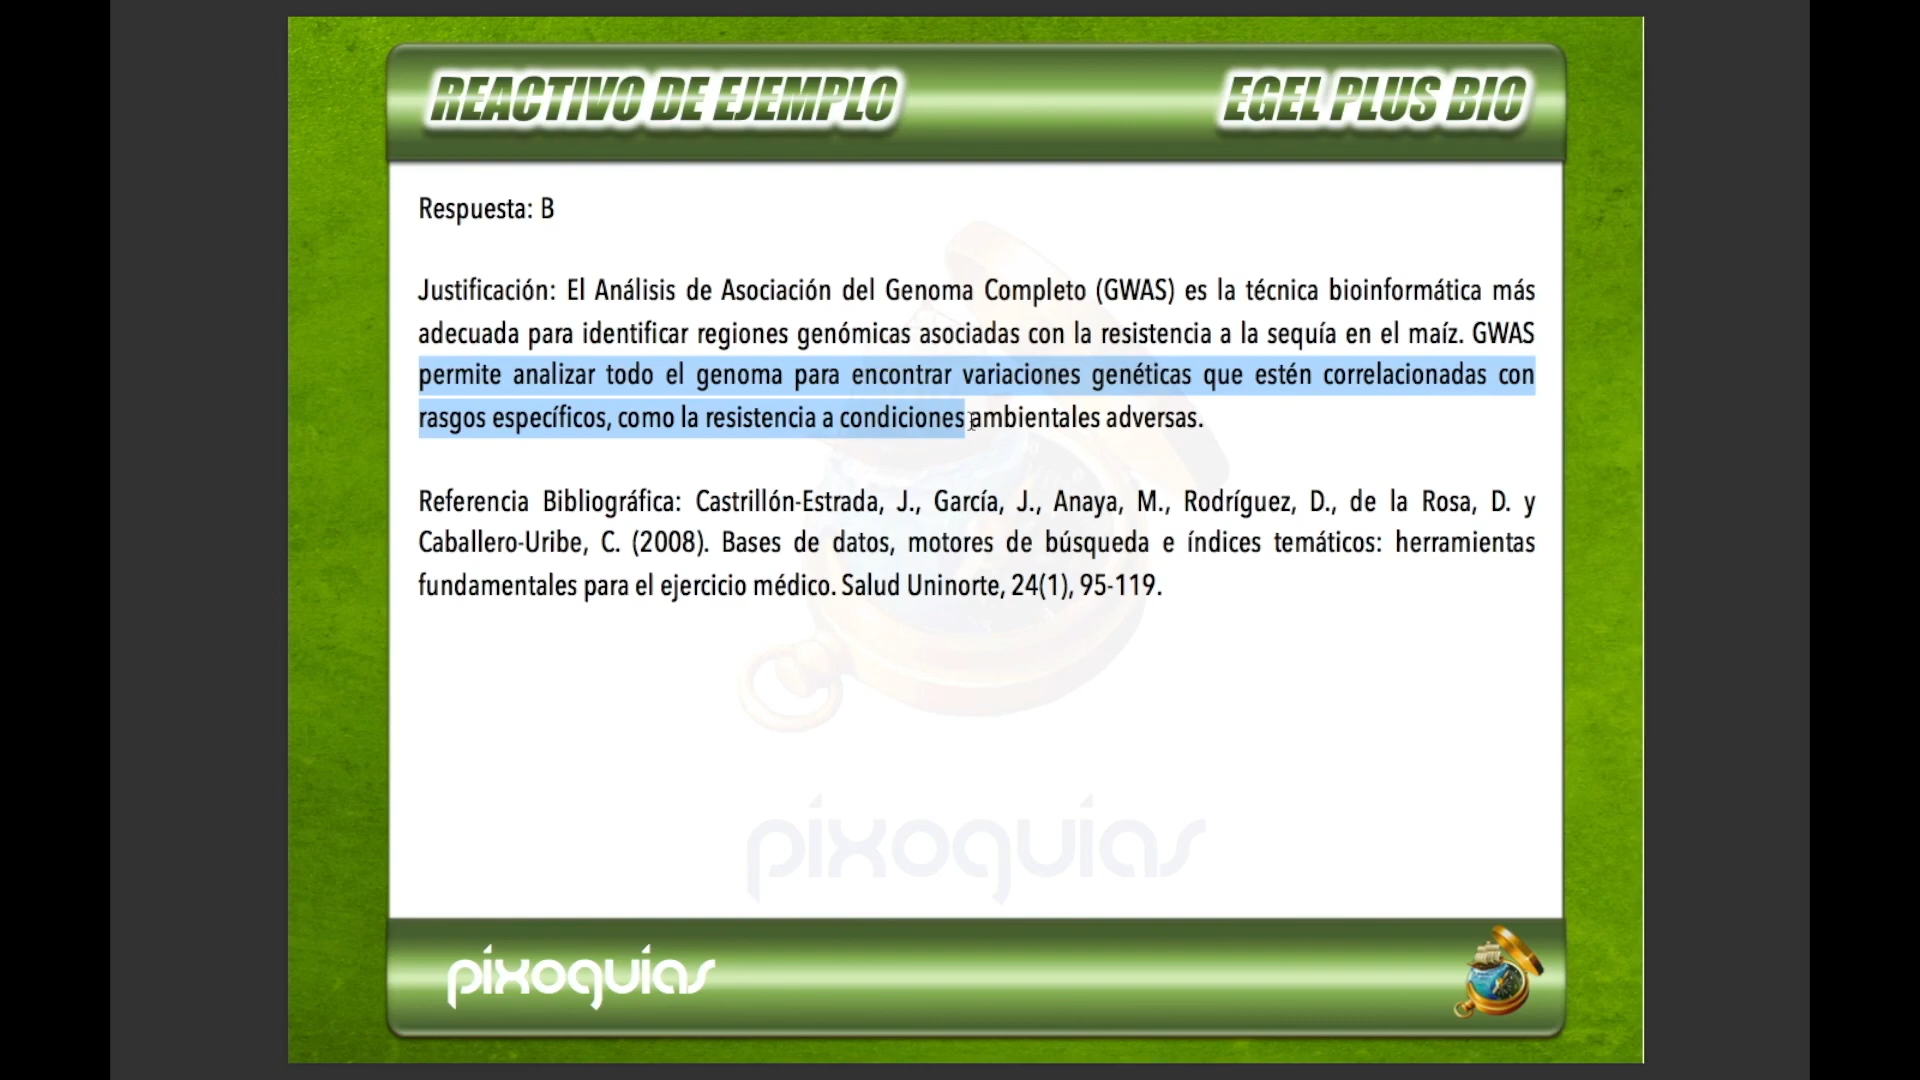 REACTIVO DE EJEMPLO
EGEL PLUS BIO
Respuesta: B
Justificación: El Análisis de Asociación del Genoma Completo (GWAS) es la técnica bioinformática más
adecuada para identificar regiones genómicas asociadas con la resistencia a la sequía en el maíz. GWAS
permite analizar todo el genoma para encontrar variaciones genéticas que estén correlacionadas con
rasgos específicos, como la resistencia a condiciones ambientales adversas.
Referencia Bibliográfica: Castrillón-Estrada, J., García, J., Anaya, M., Rodríguez, D., de la Rosa, D. y
Caballero-Uribe, C. (2008). Bases de datos, motores de búsqueda e índices temáticos: herramientas
fundamentales para el ejercicio médico. Salud Uninorte, 24(1), 95-119.
pixoguías
pixoguías